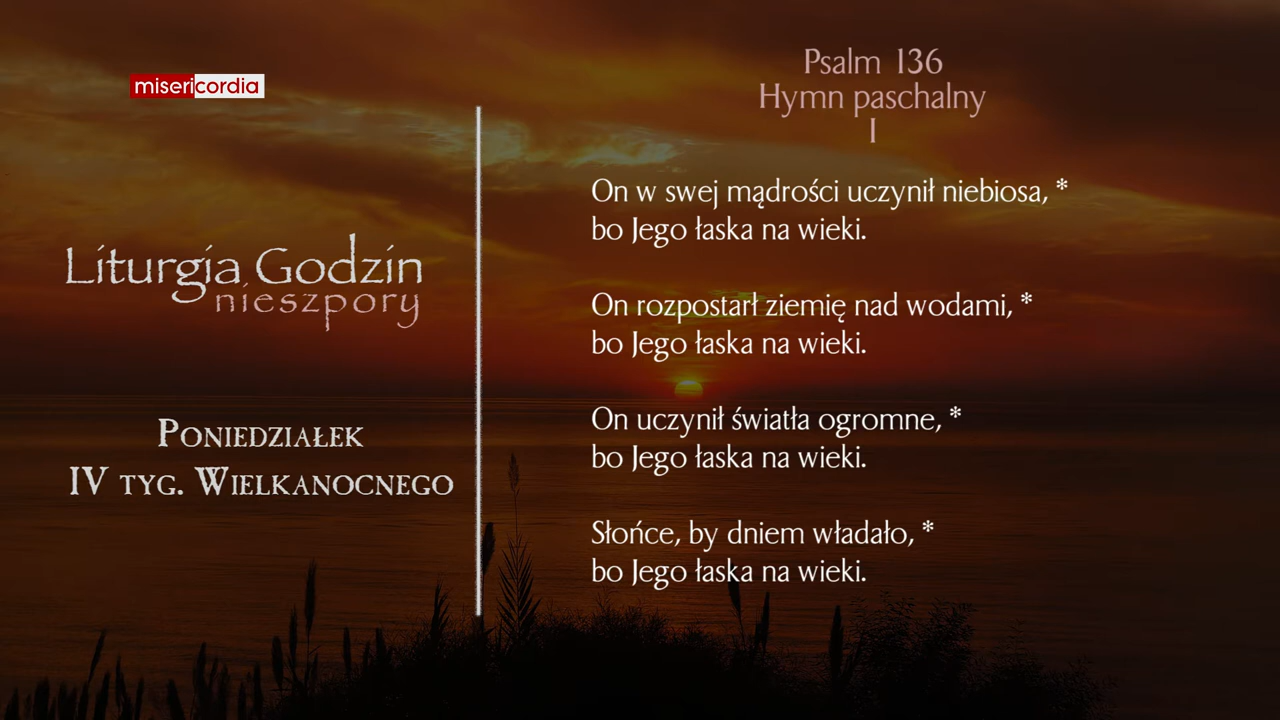 misericordia
Liturgia Godzin
nieszpory
Poniedziałek
IV tyg. Wielkanocnego
Psalm 136
Hymn paschalny
I
On w swej mądrości uczynił niebiosa, *
bo Jego łaska na wieki.
On rozpostarł ziemię nad wodami, *
bo Jego łaska na wieki.
On uczynił światła ogromne, *
bo Jego łaska na wieki.
Słońce, by dniem władało, *
bo Jego łaska na wieki.